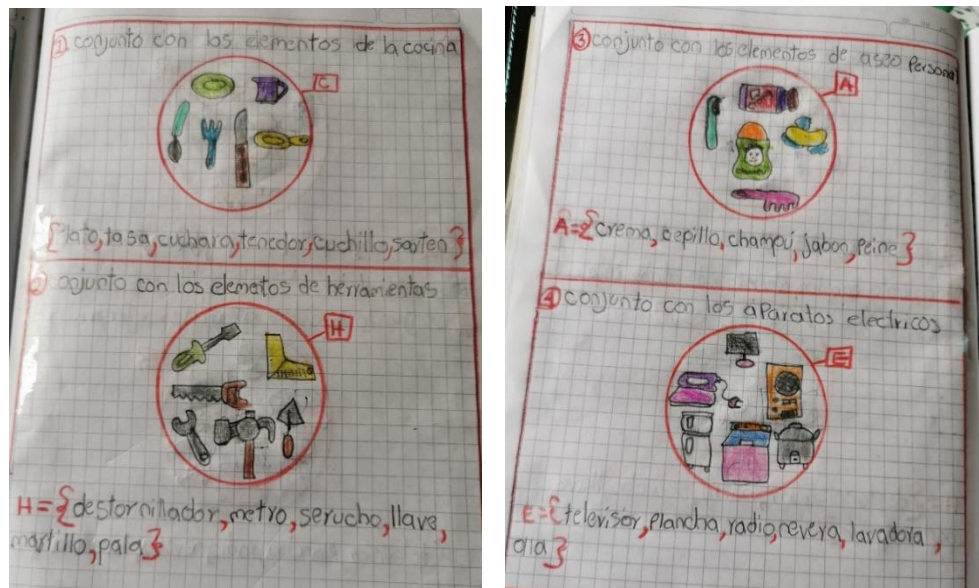 ① conjunto con los elementos de la cocina
C
{Plato, tasa, cuchara, tenedor, cuchillo, sarten}
② conjunto con los elemetos de herramientas
H
H={destornillador, metro, serucho, llave,
martillo, pala}
③ conjunto con los elementos de aseo Personal
A
A={crema, cepillo, champú, jabon, Peine}
④ conjunto con los aParatos electricos
E
E={televisor, Plancha, radio, nevera, lavadora,
olla}